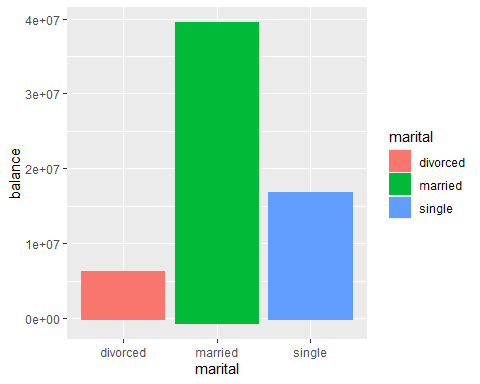 4e+07
3e+07
2e+07
1e+07
0e+00
balance
divorced married single
marital
marital
divorced
married
single